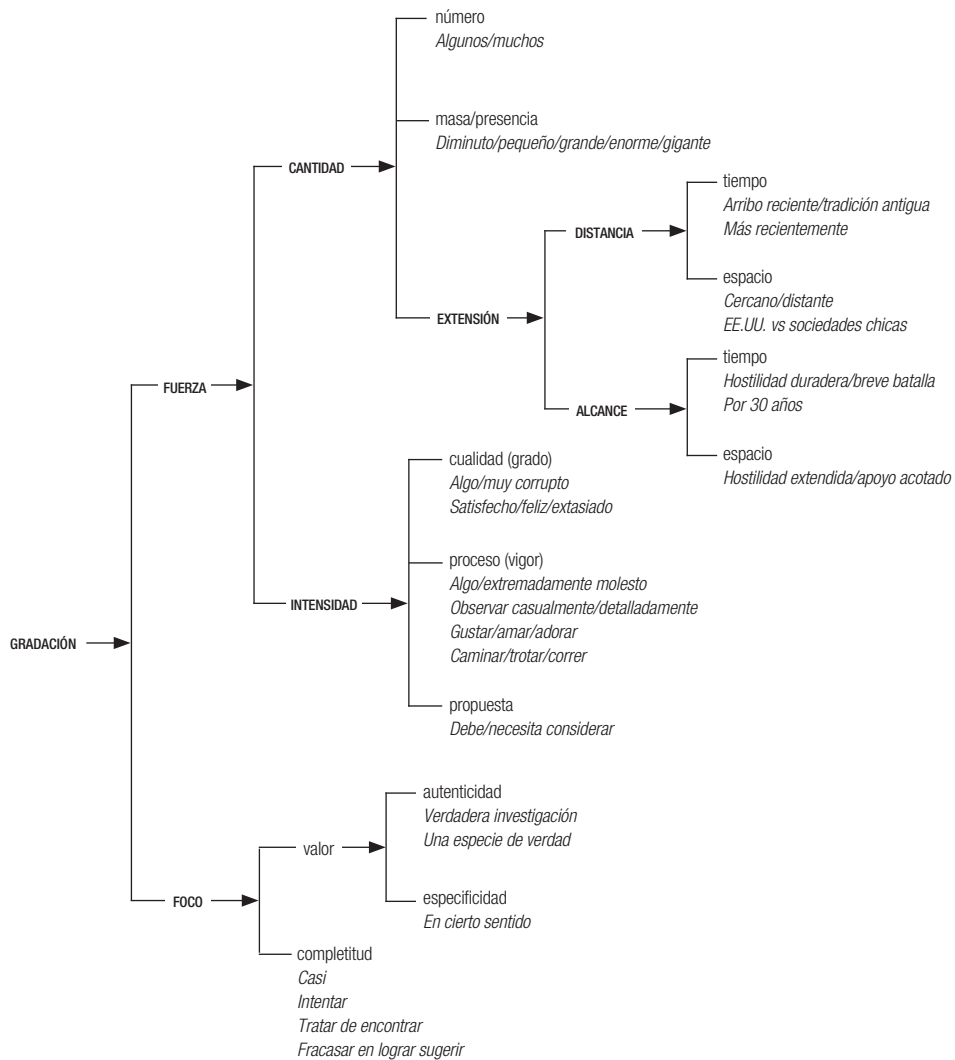 GRADACIÓN
FUERZA
CANTIDAD
número
Algunos/muchos
masa/presencia
Diminuto/pequeño/grande/enorme/gigante
EXTENSIÓN
DISTANCIA
tiempo
Arribo reciente/tradición antigua
Más recientemente
espacio
Cercano/distante
EE.UU. vs sociedades chicas
ALCANCE
tiempo
Hostilidad duradera/breve batalla
Por 30 años
espacio
Hostilidad extendida/apoyo acotado
INTENSIDAD
cualidad (grado)
Algo/muy corrupto
Satisfecho/feliz/extasiado
proceso (vigor)
Algo/extremadamente molesto
Observar casualmente/detalladamente
Gustar/amar/adorar
Caminar/trotar/correr
propuesta
Debe/necesita considerar
FOCO
valor
autenticidad
Verdadera investigación
Una especie de verdad
especificidad
En cierto sentido
completitud
Casi
Intentar
Tratar de encontrar
Fracasar en lograr sugerir